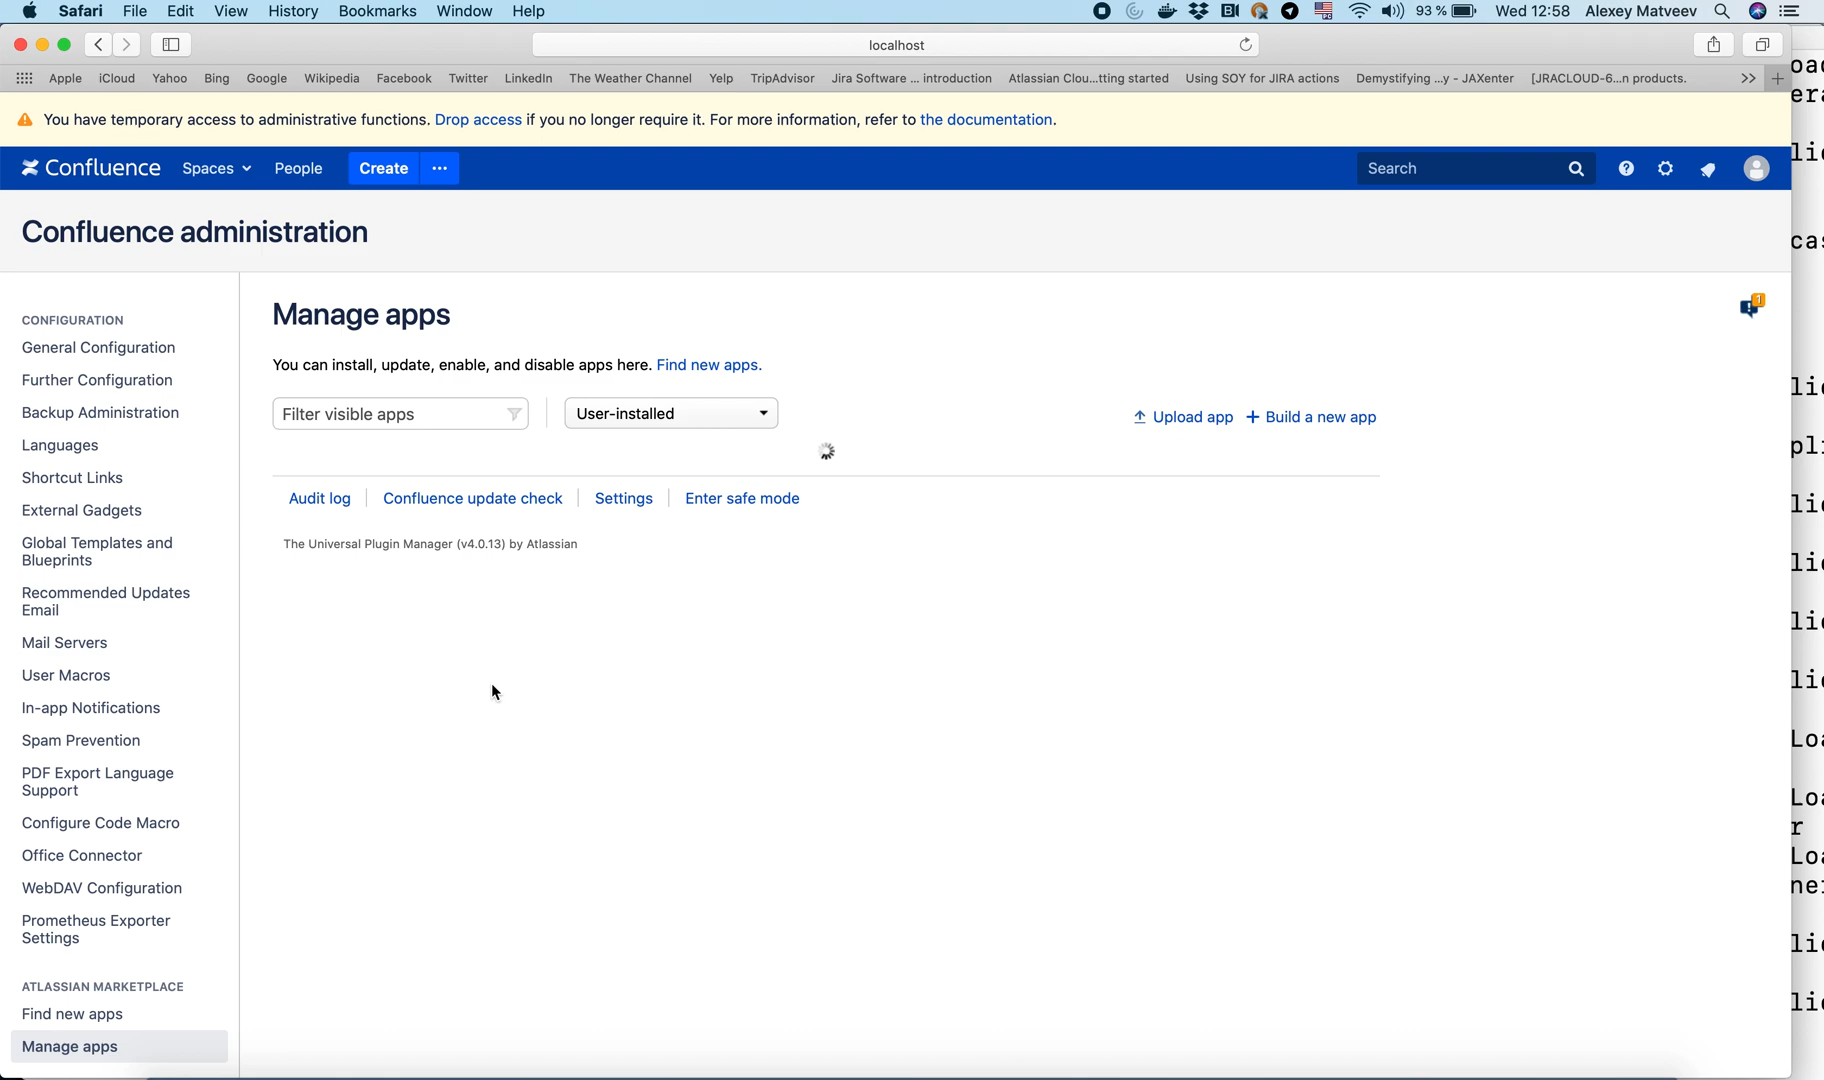 Safari File Edit View History Bookmarks Window Help 93 % Wed 12:58 Alexey Matveev
localhost
Apple iCloud Yahoo Bing Google Wikipedia Facebook Twitter LinkedIn The Weather Channel Yelp TripAdvisor Jira Software ... introduction Atlassian Clou...tting started Using SOY for JIRA actions Demystifying ...y - JAXenter [JRACLOUD-6...n products.
You have temporary access to administrative functions. Drop access if you no longer require it. For more information, refer to the documentation.
Confluence Spaces People Create ... Search
Confluence administration
CONFIGURATION
General Configuration
Further Configuration
Backup Administration
Languages
Shortcut Links
External Gadgets
Global Templates and
Blueprints
Recommended Updates
Email
Mail Servers
User Macros
In-app Notifications
Spam Prevention
PDF Export Language
Support
Configure Code Macro
Office Connector
WebDAV Configuration
Prometheus Exporter
Settings
ATLASSIAN MARKETPLACE
Find new apps
Manage apps
Manage apps
1
You can install, update, enable, and disable apps here. Find new apps.
Filter visible apps User-installed Upload app + Build a new app
Audit log Confluence update check Settings Enter safe mode
The Universal Plugin Manager (v4.0.13) by Atlassian